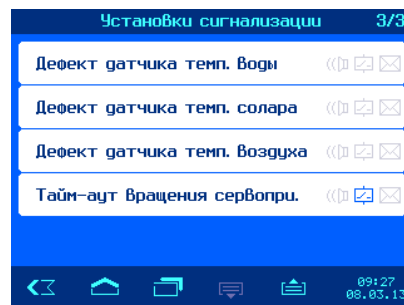 Установки сигнализации 3/3
Дефект датчика темп. воды
Дефект датчика темп. солара
Дефект датчика темп. воздуха
Тайм-аут вращения сервопри.
09:27
08.03.13